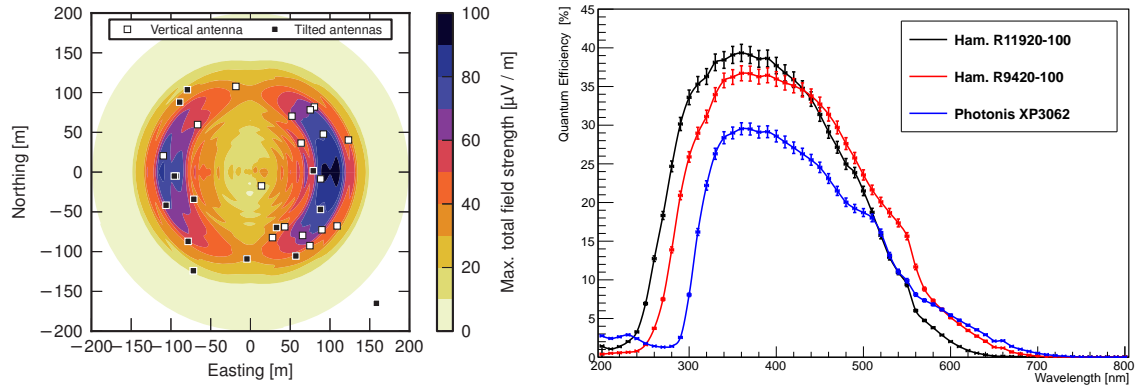 Vertical antenna
Tilted antennas
200
150
100
50
0
−50
−100
−150
−200
−200−150−100 −50 0 50 100 150 200
Easting [m]
Northing [m]
100
80
60
40
20
0
Max. total field strength [µV / m]
Quantum Efficiency [%]
45
40
35
30
25
20
15
10
5
0
200 300 400 500 600 700 800
Wavelength [nm]
Ham. R11920-100
Ham. R9420-100
Photonis XP3062